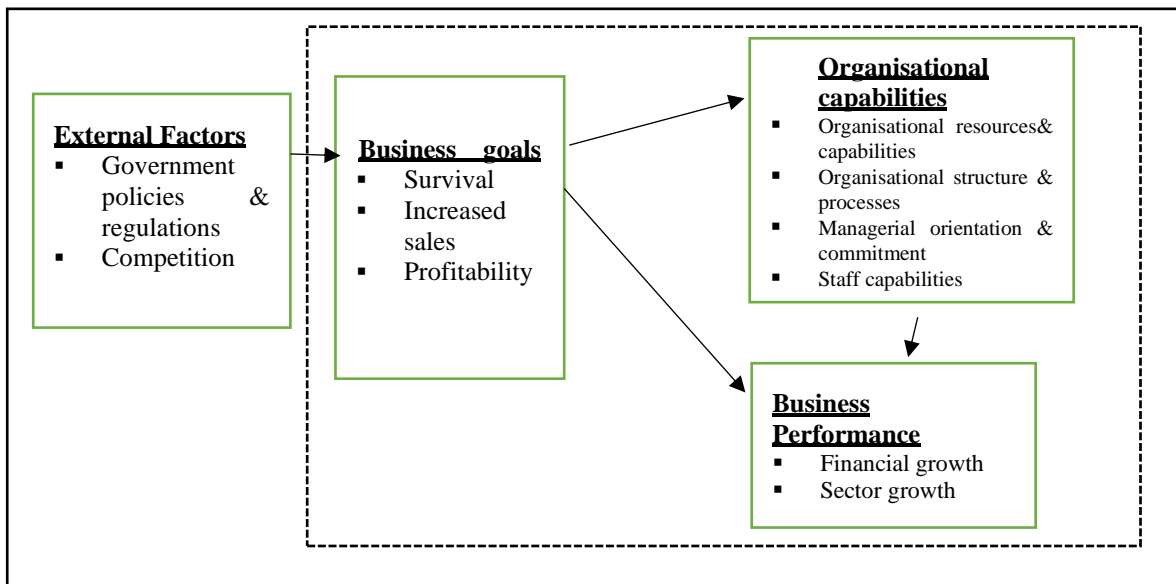 External Factors
▪ Government
policies &
regulations
▪ Competition
Business goals
▪ Survival
▪ Increased
sales
▪ Profitability
Organisational
capabilities
▪ Organisational resources&
capabilities
▪ Organisational structure &
processes
▪ Managerial orientation &
commitment
▪ Staff capabilities
Business
Performance
▪ Financial growth
▪ Sector growth